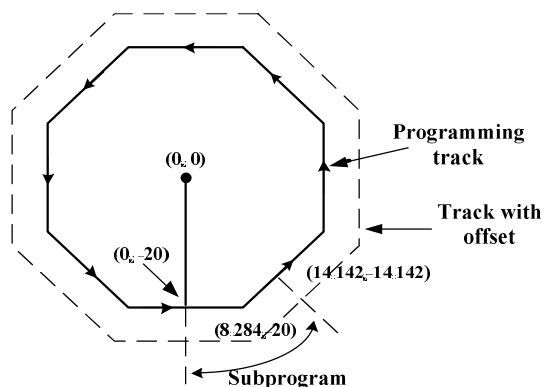 (0, 0)
Programming
track
Track with
offset
(0, -20)
(14.142, -14.142)
(8.284, -20)
Subprogram